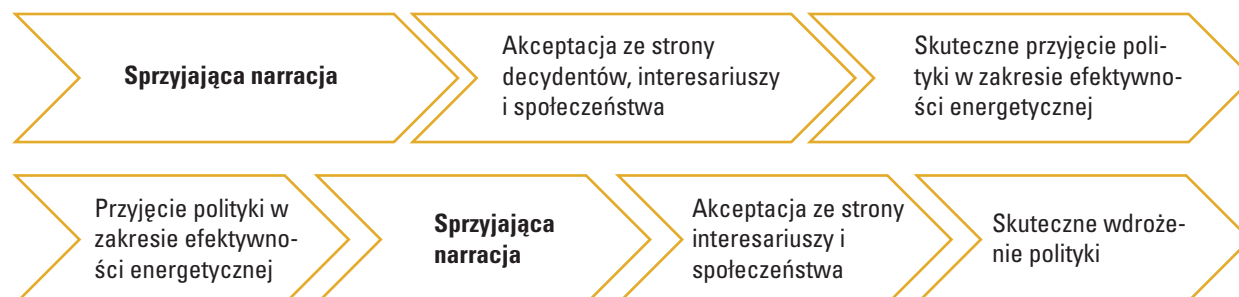 Sprzyjająca narracja
Akceptacja ze strony
decydentów, interesariuszy
i społeczeństwa
Skuteczne przyjęcie poli-
tyki w zakresie efektywno-
ści energetycznej
Przyjęcie polityki w
zakresie efektywno-
ści energetycznej
Sprzyjająca
narracja
Akceptacja ze strony
interesariuszy i
społeczeństwa
Skuteczne wdroże-
nie polityki